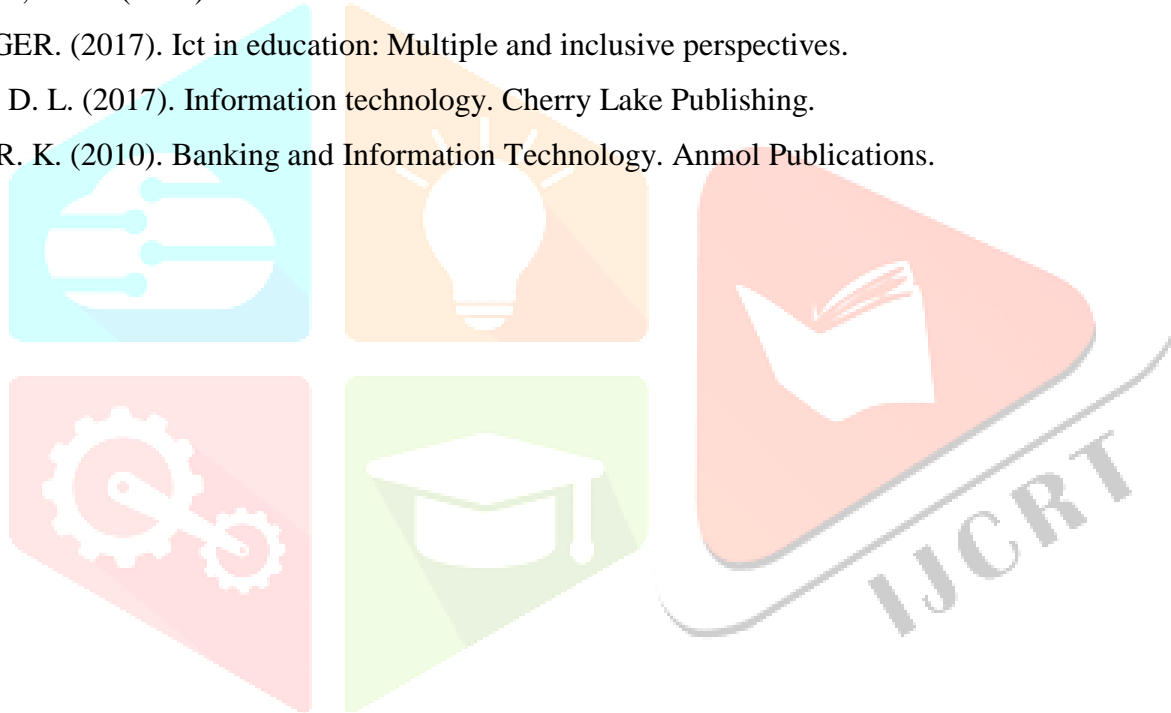 GER. (2017). Ict in education: Multiple and inclusive perspectives.
D. L. (2017). Information technology. Cherry Lake Publishing.
R. K. (2010). Banking and Information Technology. Anmol Publications.
IJCRT